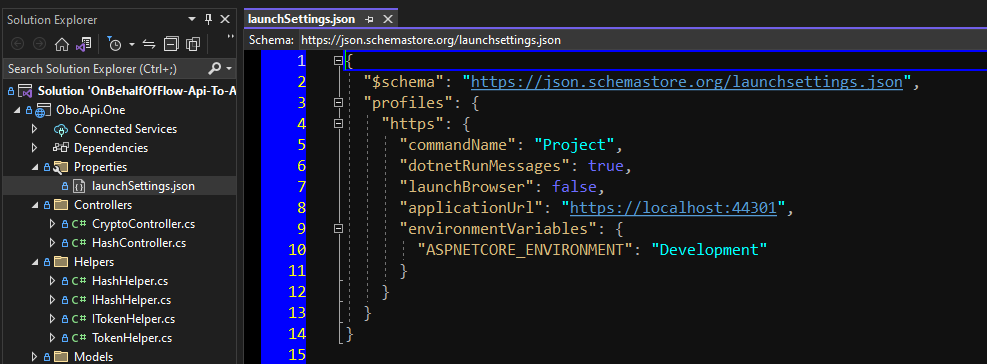 Solution Explorer
Search Solution Explorer (Ctrl+;)
Solution 'OnBehalfOfFlow-Api-To-A
Obo.Api.One
Connected Services
Dependencies
Properties
launchSettings.json
Controllers
C# CryptoController.cs
C# HashController.cs
Helpers
C# HashHelper.cs
C# IHashHelper.cs
C# ITokenHelper.cs
C# TokenHelper.cs
Models
launchSettings.json
Schema: https://json.schemastore.org/launchsettings.json
1 {
2 "$schema": "https://json.schemastore.org/launchsettings.json",
3 "profiles": {
4 "https": {
5 "commandName": "Project",
6 "dotnetRunMessages": true,
7 "launchBrowser": false,
8 "applicationUrl": "https://localhost:44301",
9 "environmentVariables": {
10 "ASPNETCORE_ENVIRONMENT": "Development"
11 }
12 }
13 }
14 }
15